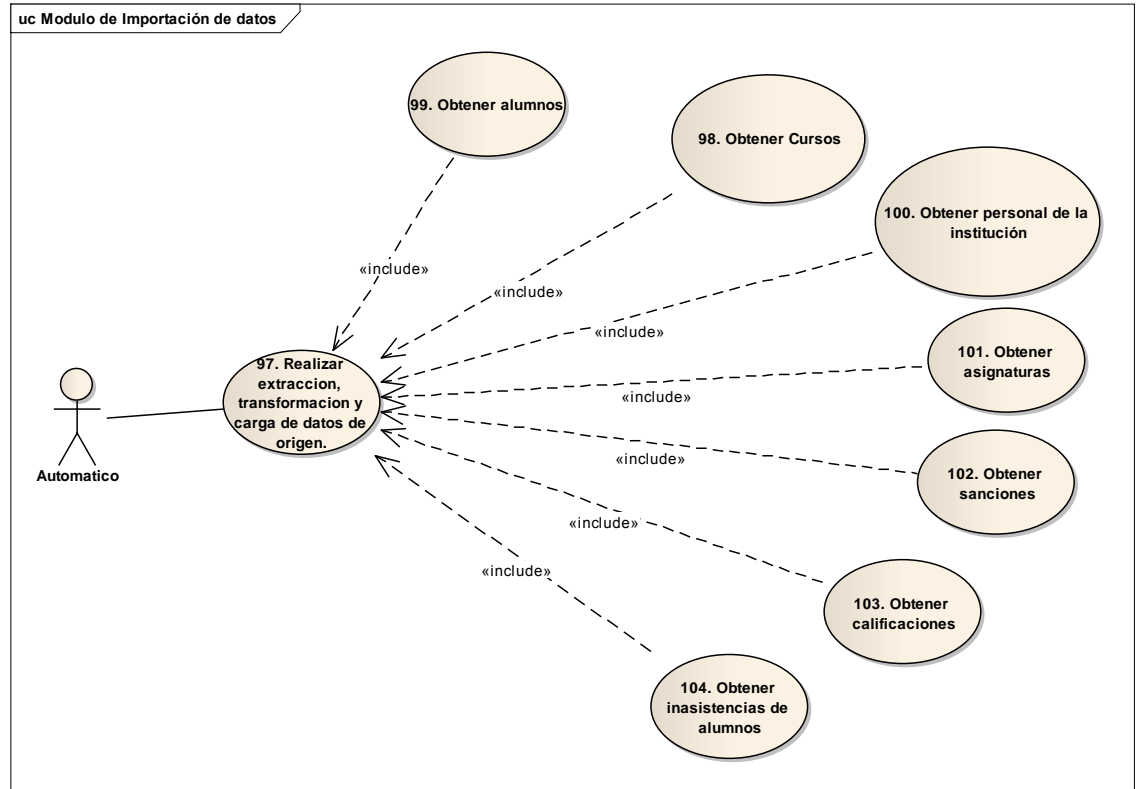 uc Modulo de Importación de datos
99. Obtener alumnos
98. Obtener Cursos
100. Obtener personal de la
institución
«include»
«include»
«include»
97. Realizar
extraccion,
transformacion y
carga de datos de
origen.
101. Obtener
asignaturas
«include»
Automatico
«include»
102. Obtener
sanciones
«include»
«include»
103. Obtener
calificaciones
104. Obtener
inasistencias de
alumnos